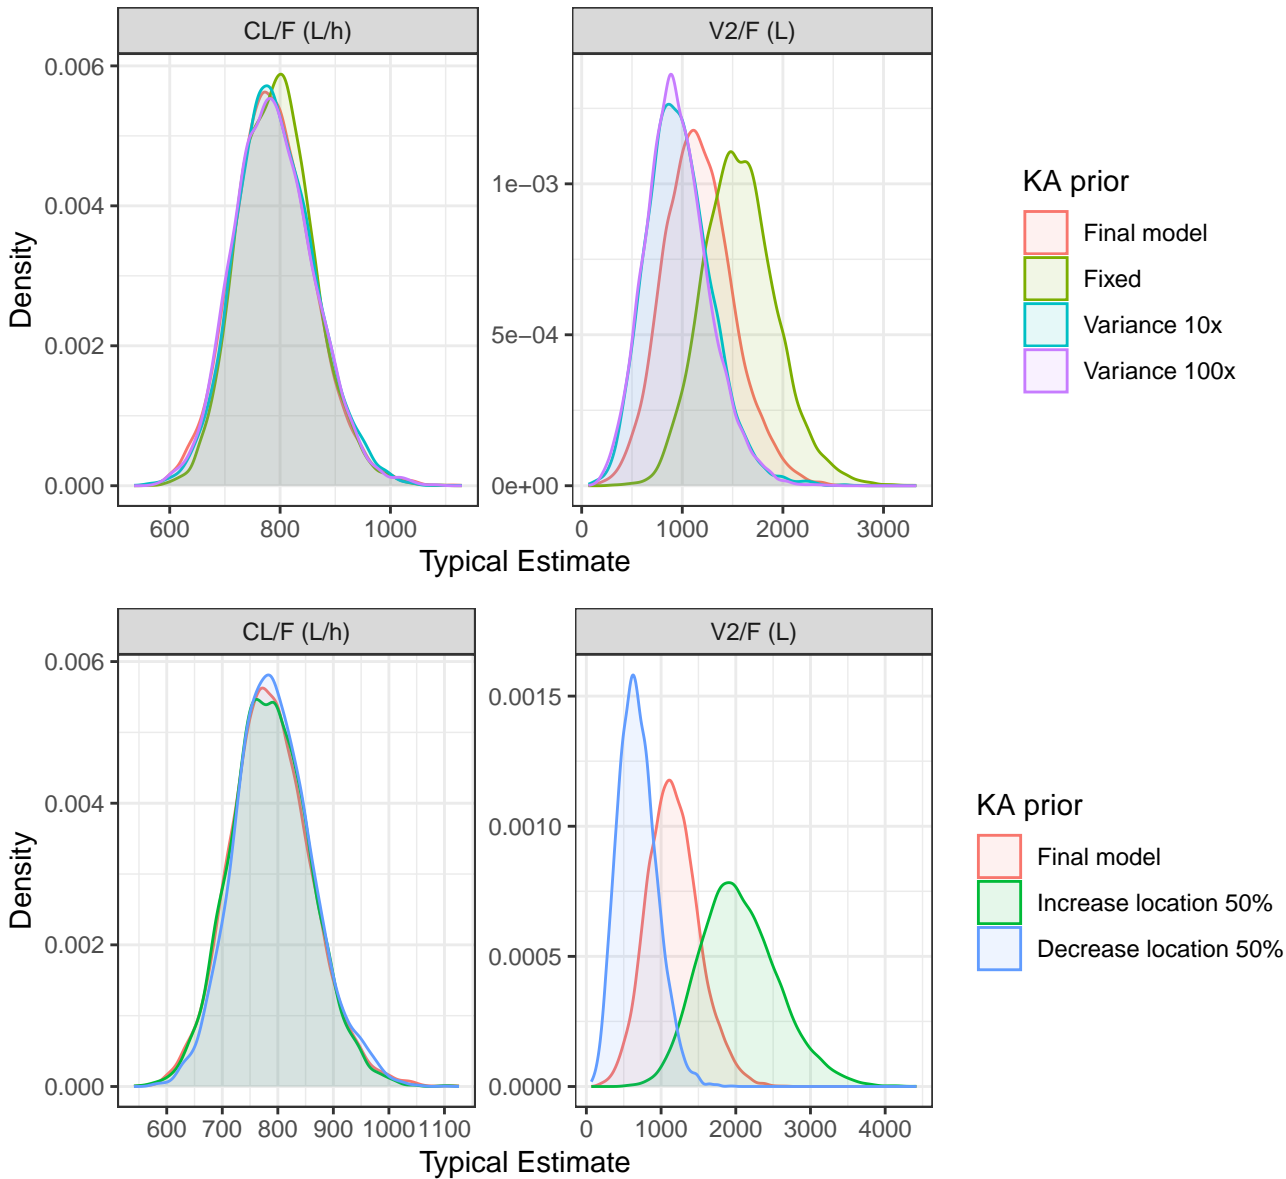 CL/F (L/h)
V2/F (L)
0.006
0.004
0.002
0.000
Density
1e−03
5e−04
0e+00
600 800 1000
0 1000 2000 3000
Typical Estimate
KA prior
Final model
Fixed
Variance 10x
Variance 100x
CL/F (L/h)
V2/F (L)
0.006
0.004
0.002
0.000
Density
0.0015
0.0010
0.0005
0.0000
600 700 800 900 1000 1100
0 1000 2000 3000 4000
Typical Estimate
KA prior
Final model
Increase location 50%
Decrease location 50%